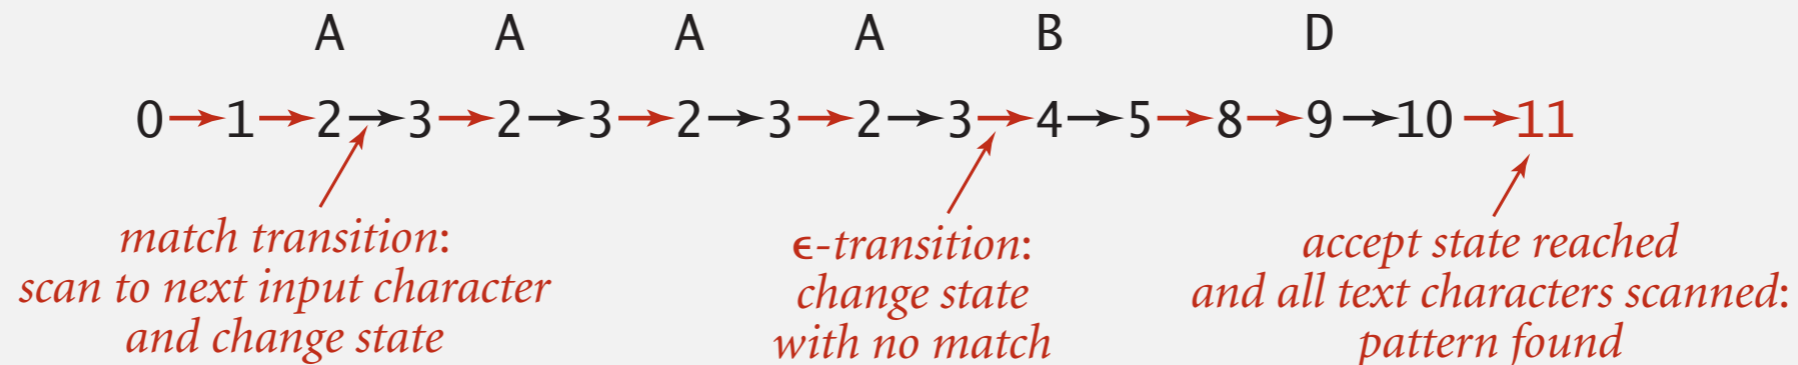 A A A A B D
0 1 2 3 2 3 2 3 2 3 4 5 8 9 10 11
match transition:
scan to next input character
and change state
ϵ-transition:
change state
with no match
accept state reached
and all text characters scanned:
pattern found